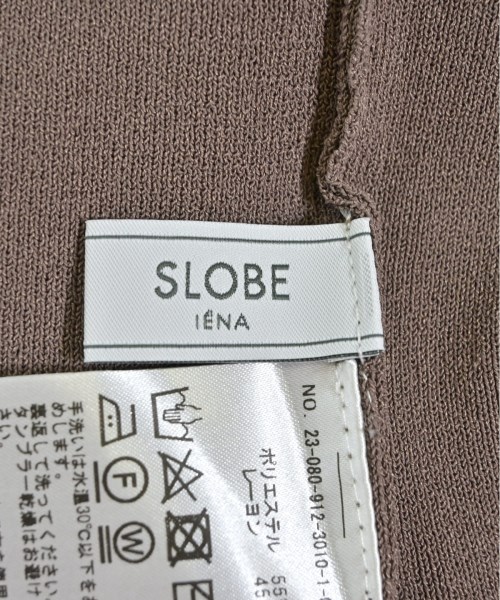 SLOBE
IÉNA
NO. 23-080-912-3010-1-
ポリエステル 55
レーヨン 45
F
W
手洗いは水温30℃以下をお
めします。
裏返して洗ってください
タンブラー乾燥はお避け
さい。